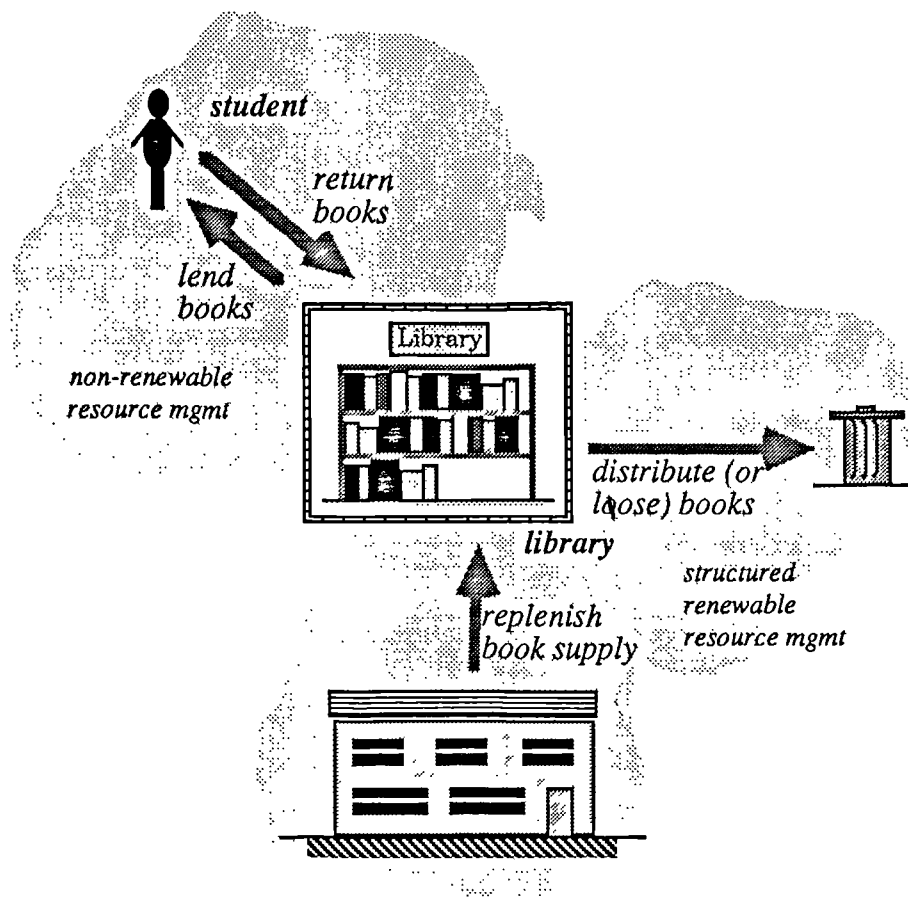 student
return
books
lend
books
Library
non-renewable
resource mgmt
distribute (or
loose) books
library
structured
renewable
resource mgmt
replenish
book supply